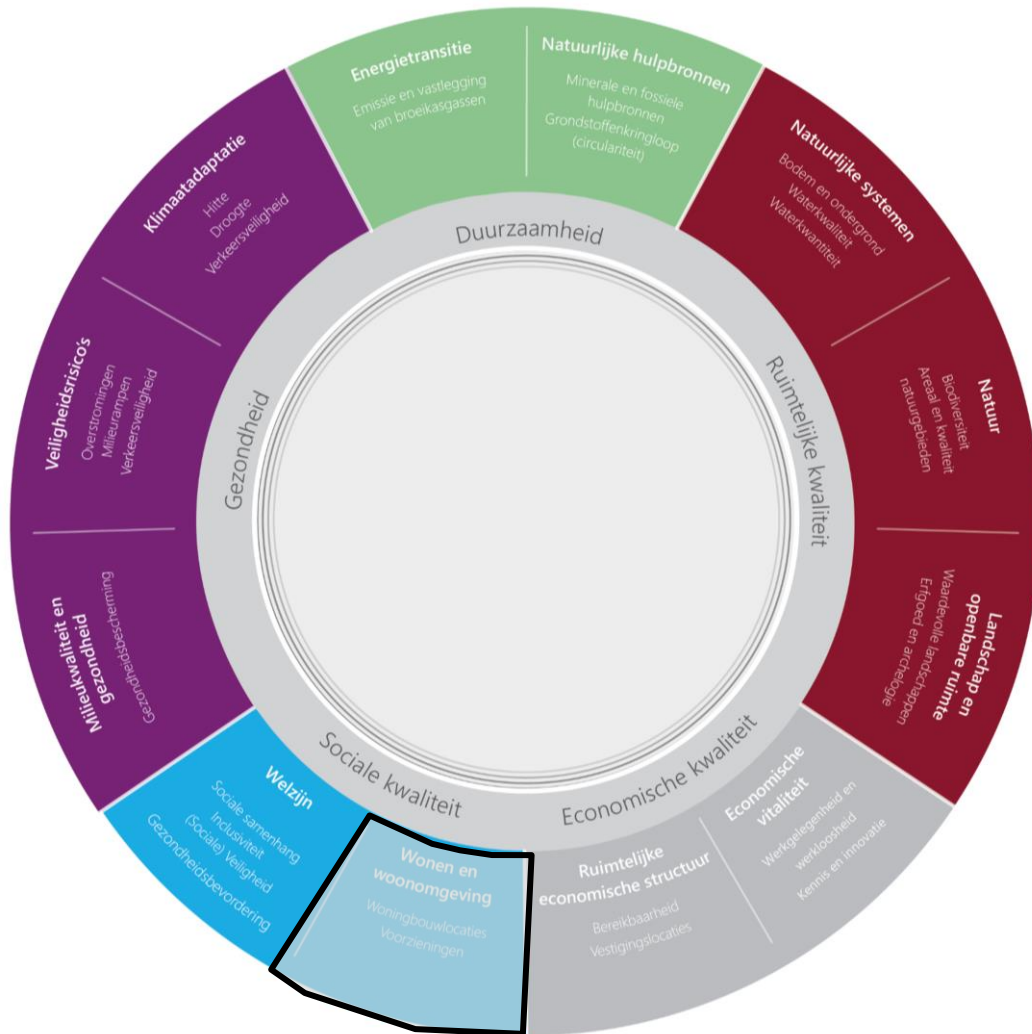 Energietransitie
Emissie en vastlegging
van broeikasgassen
Natuurlijke hulpbronnen
Minerale en fossiele
hulpbronnen
Grondstoffenkringloop
(circulariteit)
Natuurlijke systemen
Bodem en ondergrond
Waterkwaliteit
Waterkwantiteit
Natuur
Biodiversiteit
Areaal en kwaliteit
natuurgebieden
Landschap en
openbare ruimte
Waardevolle landschappen
Erfgoed en archelogie
Economische
vitaliteit
Werkgelegenheid en
werkloosheid
Kennis en innovatie
Ruimtelijke
economische structuur
Bereikbaarheid
Vestigingslocaties
Wonen en
woonomgeving
Woningbouwlocaties
Voorzieningen
Welzijn
Sociale samenhang
Inclusiviteit
(Sociale) Veiligheid
Gezondheidsbevordering
Milieukwaliteit en
gezondheid
Gezondheidsbescherming
Veiligheidsrisico's
Overstromingen
Milieurampen
Verkeersveiligheid
Klimaatadaptatie
Hitte
Droogte
Verkeersveiligheid
Duurzaamheid
Ruimtelijke kwaliteit
Economische kwaliteit
Sociale kwaliteit
Gezondheid